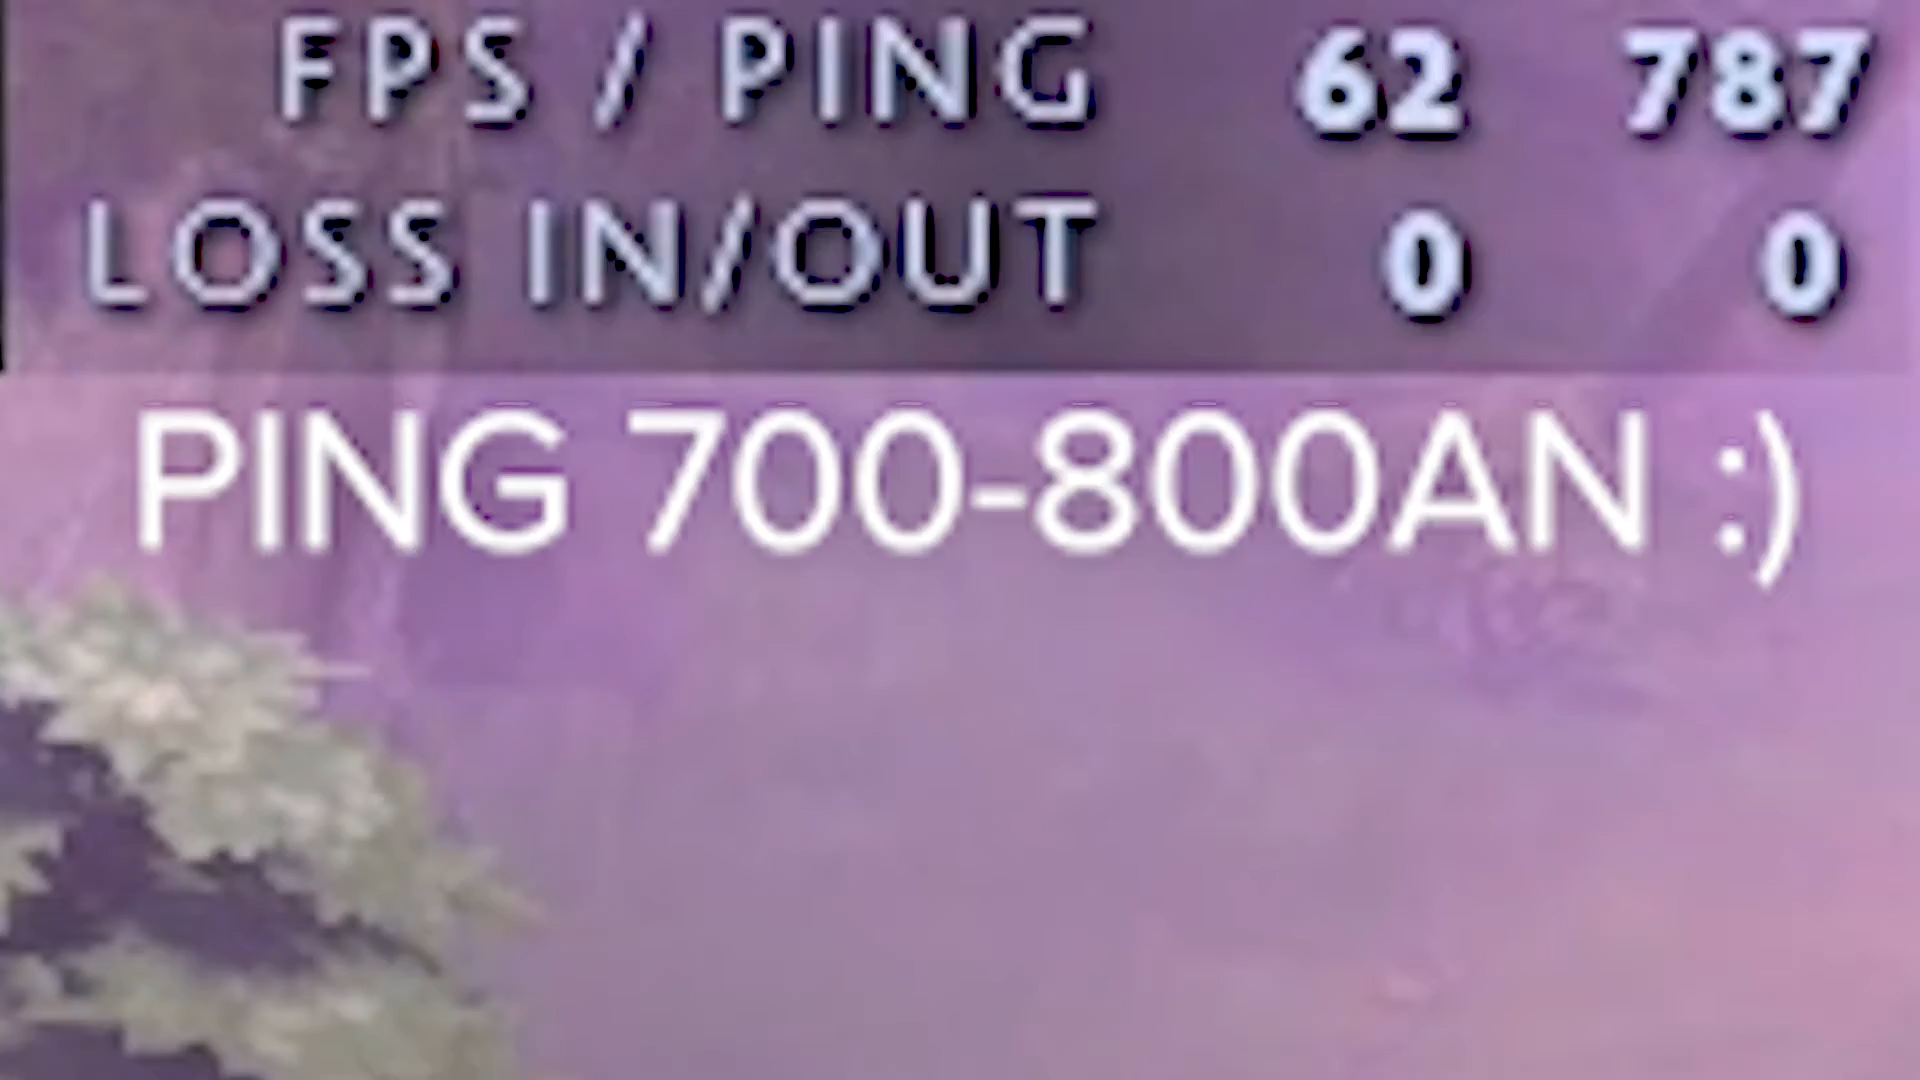 FPS / PING 62 787
LOSS IN/OUT 0 0
PING 700-800AN :)